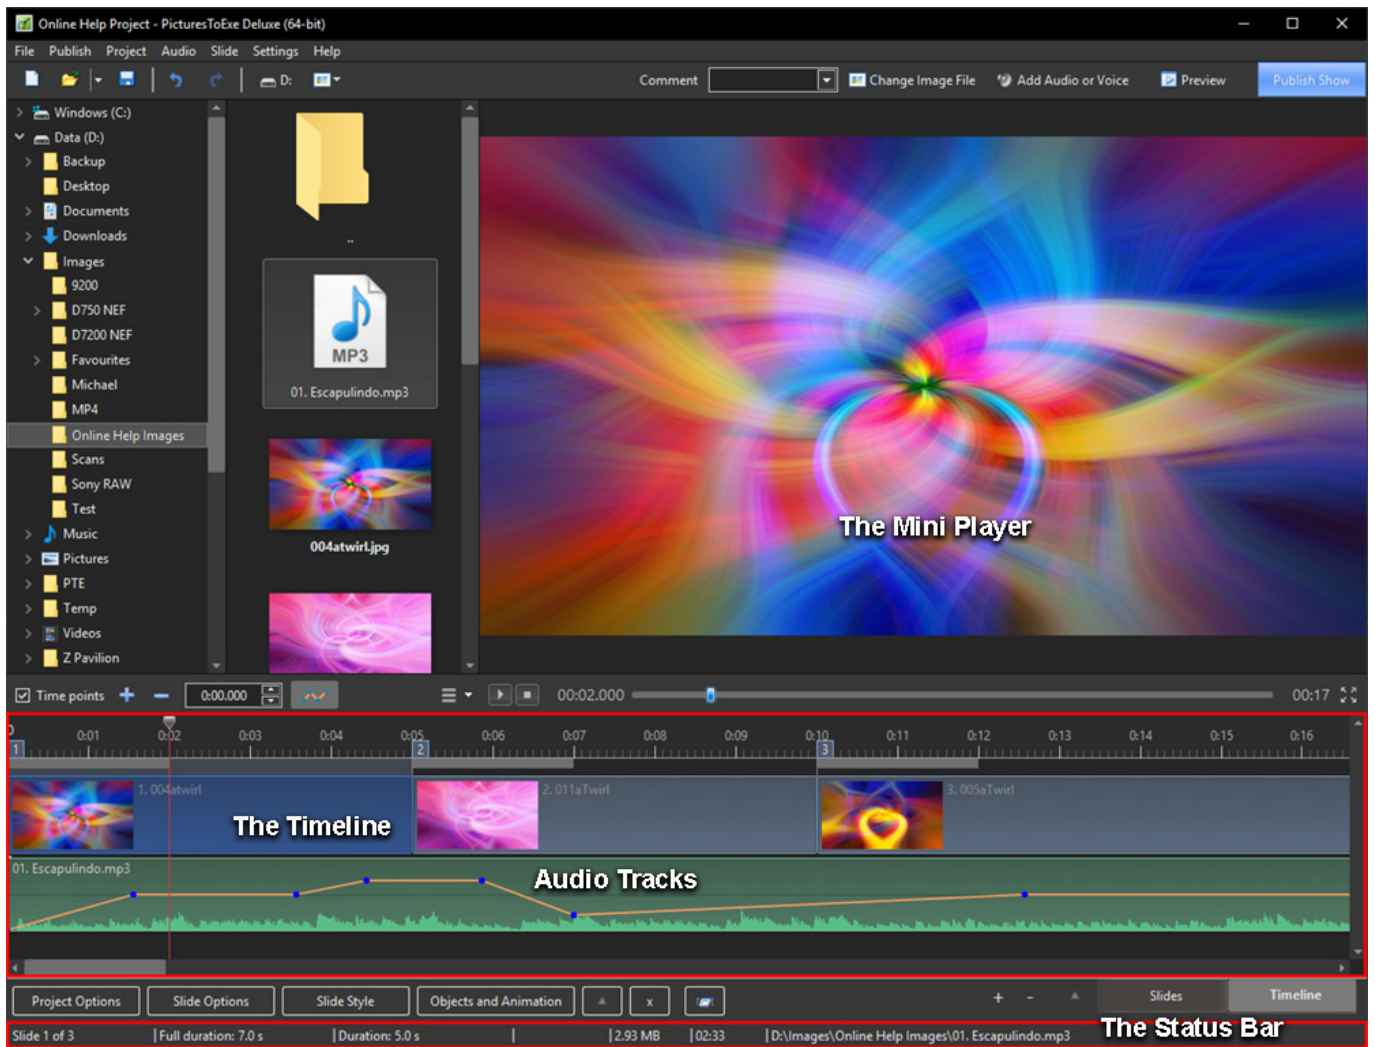 Online Help Project - PicturesToExe Deluxe (64-bit)
File Publish Project Audio Slide Settings Help
D: Comment Change Image File Add Audio or Voice Preview Publish Show
Windows (C:)
Data (D:)
Backup
Desktop
Documents
Downloads
Images
9200
D750 NEF
D7200 NEF
Favourites
Michael
MP4
Online Help Images
Scans
Sony RAW
Test
Music
Pictures
PTE
Temp
Videos
Z Pavilion
..
MP3
01. Escapulindo.mp3
004atwirl.jpg
The Mini Player
Time points 0:00.000 00:02.000 00:17
0:01 0:02 0:03 0:04 0:05 0:06 0:07 0:08 0:09 0:10 0:11 0:12 0:13 0:14 0:15 0:16
1 2 3
1. 004atwirl 2. 011aTwirl 3. 005aTwirl
The Timeline
01. Escapulindo.mp3
Audio Tracks
Project Options Slide Options Slide Style Objects and Animation x + - Slides Timeline
The Status Bar
Slide 1 of 3 |Full duration: 7.0 s |Duration: 5.0 s | |2.93 MB |02:33 |D:\Images\Online Help Images\01. Escapulindo.mp3